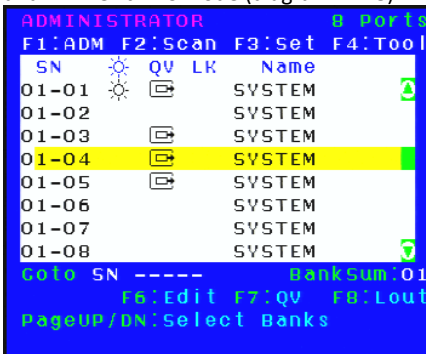 ADMINISTRATOR 8 Ports
F1:ADM F2:Scan F3:Set F4:Tool
SN QV LK Name
01-01 SYSTEM
01-02 SYSTEM
01-03 SYSTEM
01-04 SYSTEM
01-05 SYSTEM
01-06 SYSTEM
01-07 SYSTEM
01-08 SYSTEM
Goto SN ----- BankSum:01
F6:Edit F7:QV F8:Lout
PageUP/DN:Select Banks